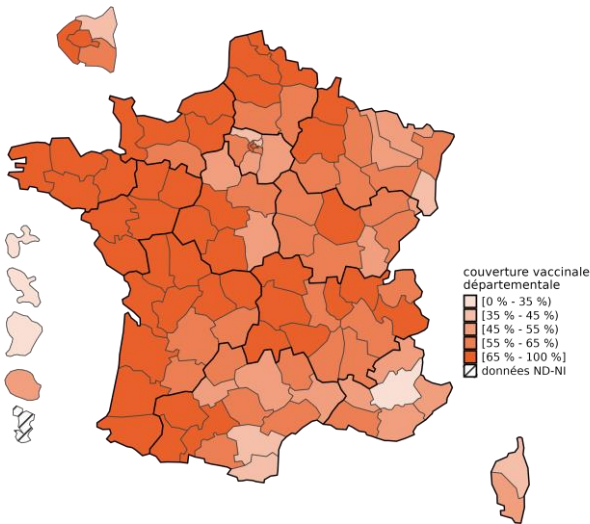 couverture vaccinale
départementale
[0 % - 35 %)
[35 % - 45 %)
[45 % - 55 %)
[55 % - 65 %)
[65 % - 100 %]
données ND-NI